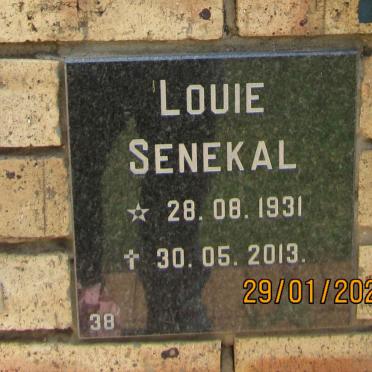 LOUIE
SENEKAL
☆ 28.08.1931
✝ 30.05.2013.
38